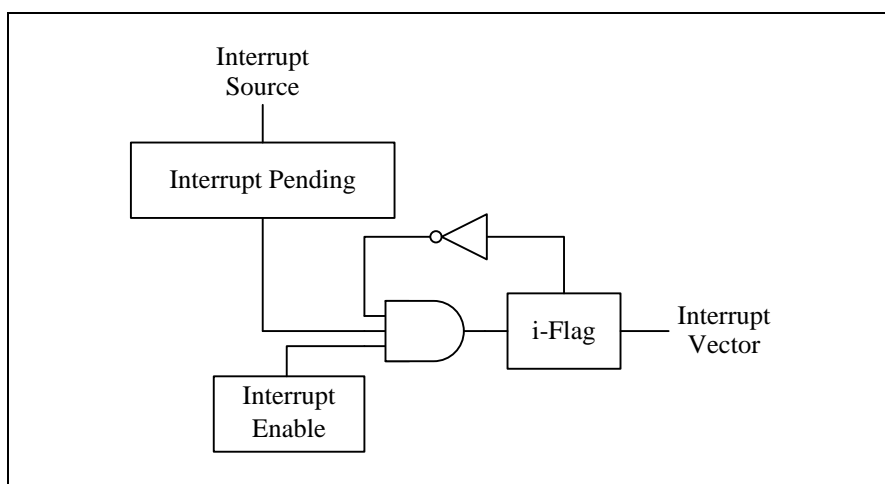 Interrupt
Source
Interrupt Pending
i-Flag
Interrupt
Vector
Interrupt
Enable